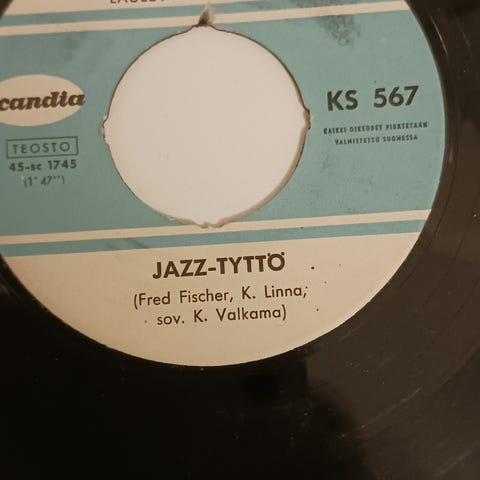 candia
TEOSTO
45-sc 1745
(1'47'')
KS 567
KAIKKI OIKEUDET PIDÄTETÄÄN
VALMISTETTU SUOMESSA
JAZZ-TYTTÖ
(Fred Fischer, K. Linna;
sov. K. Valkama)